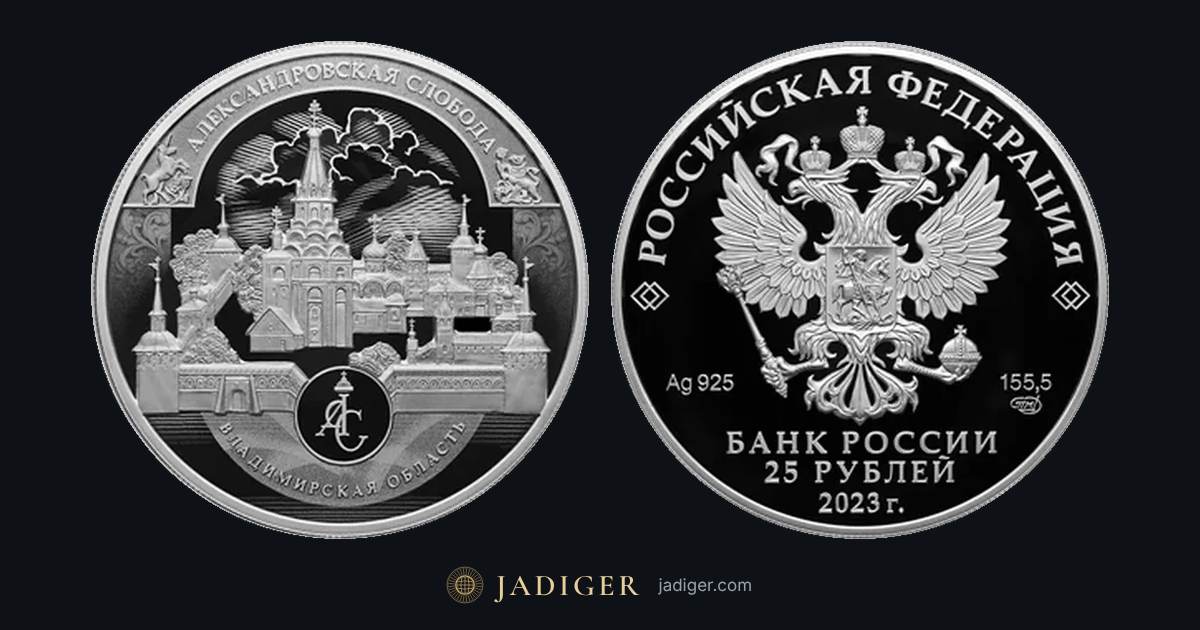 АЛЕКСАНДРОВСКАЯ СЛОБОДА
АС
ВЛАДИМИРСКАЯ ОБЛАСТЬ
РОССИЙСКАЯ ФЕДЕРАЦИЯ
Ag 925
155,5
БАНК РОССИИ
25 РУБЛЕЙ
2023 г.
JADIGER
jadiger.com